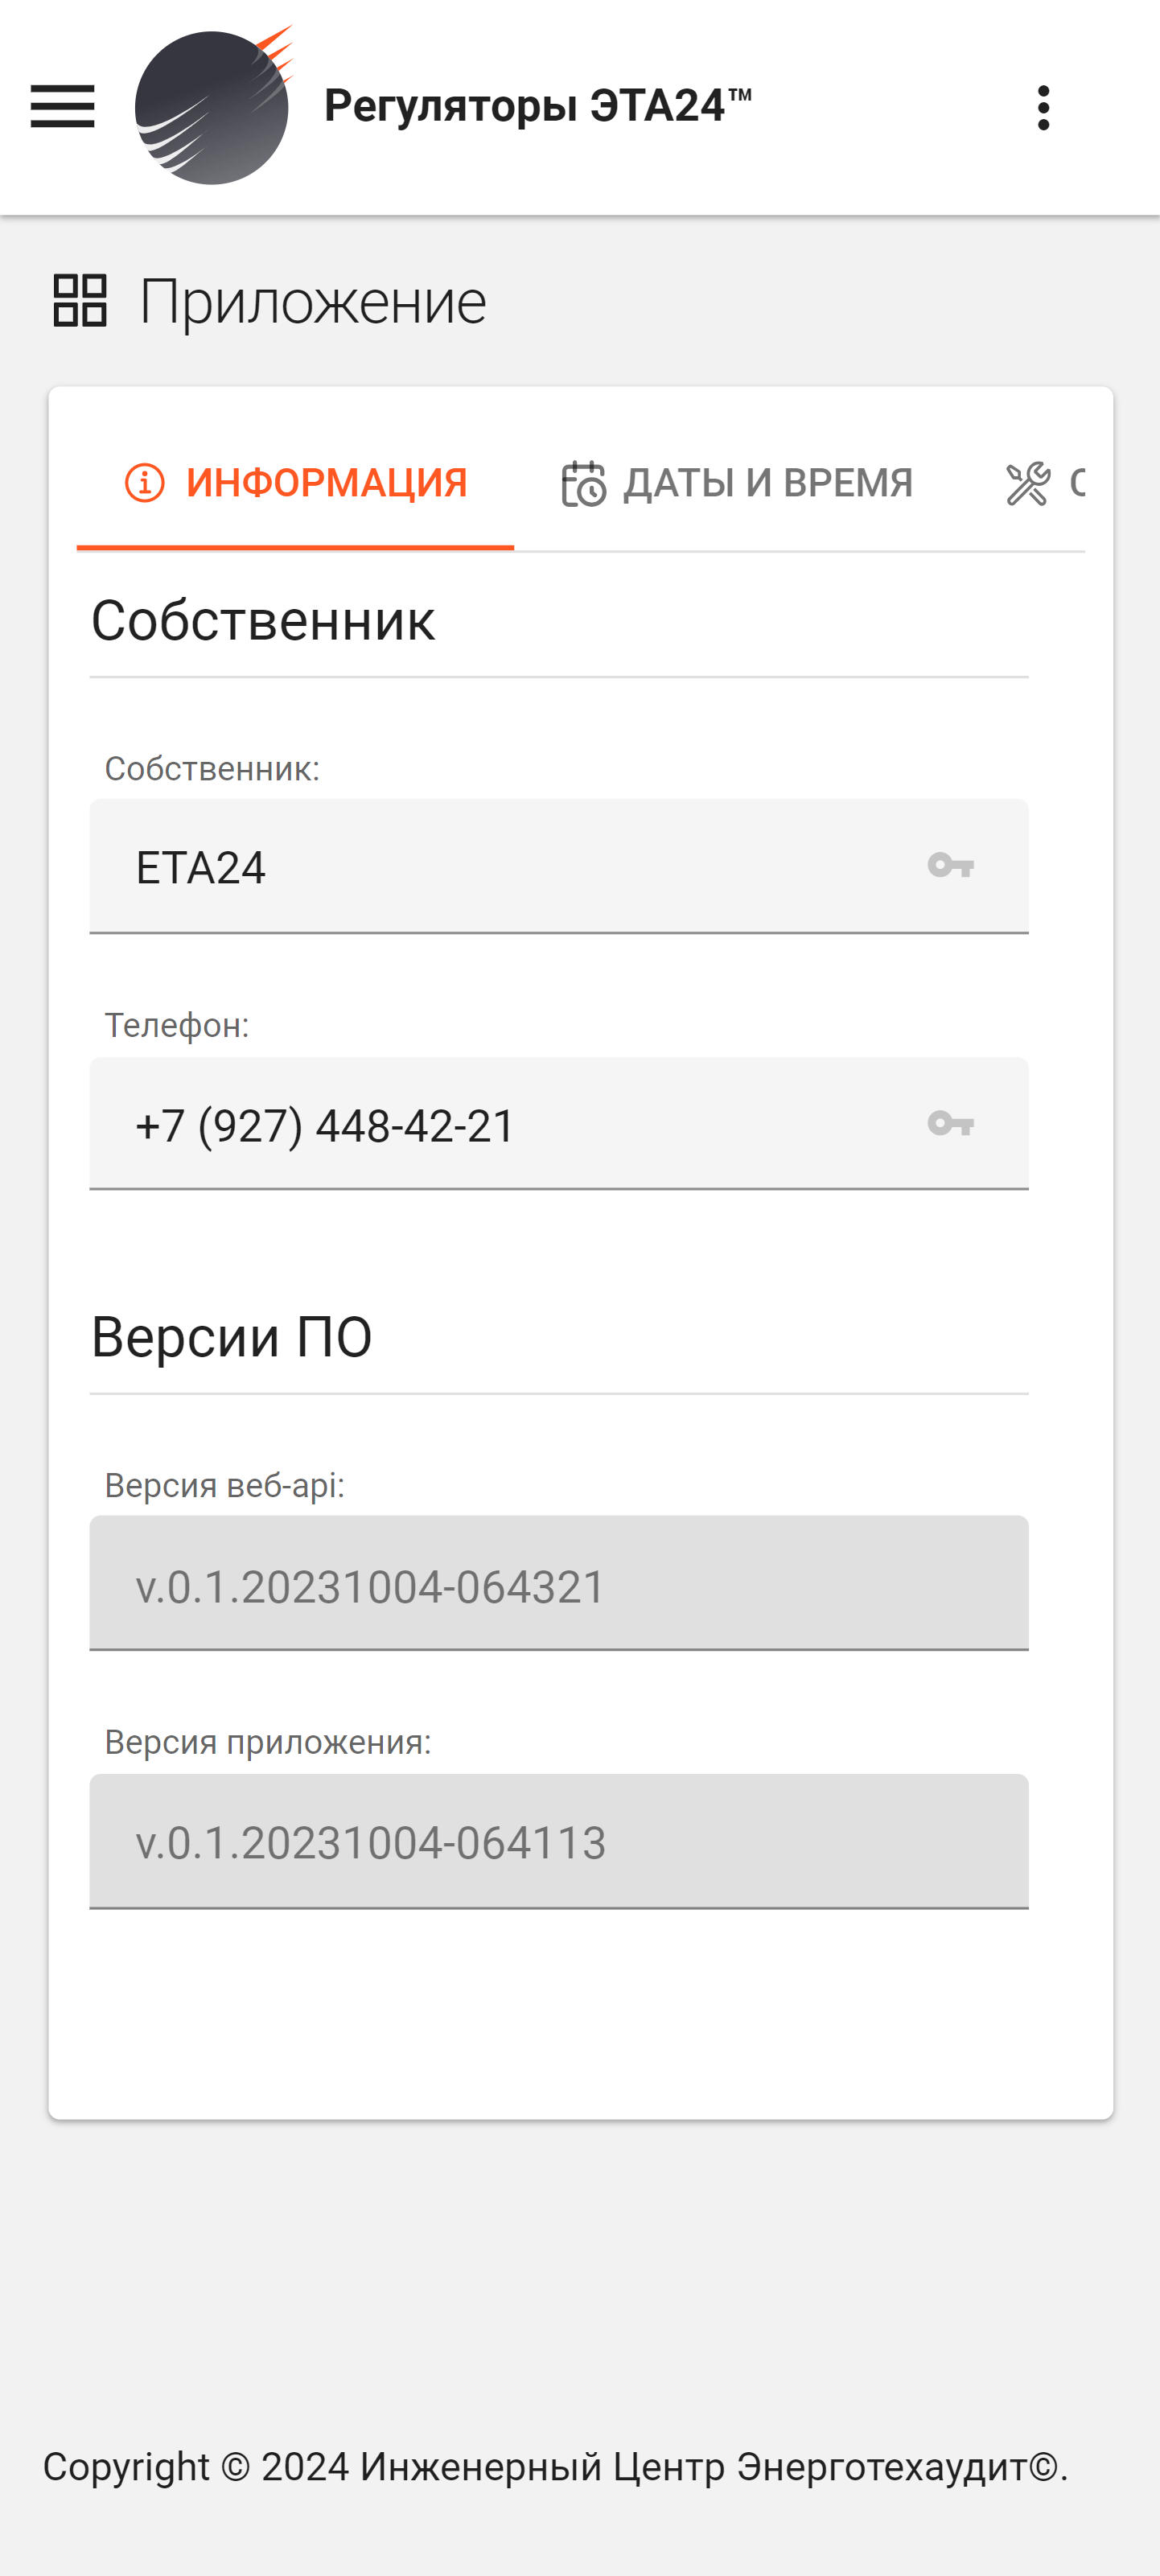 Регуляторы ЭТА24™
Приложение
ИНФОРМАЦИЯ
ДАТЫ И ВРЕМЯ
Собственник
Собственник:
ETA24
Телефон:
+7 (927) 448-42-21
Версии ПО
Версия веб-api:
v.0.1.20231004-064321
Версия приложения:
v.0.1.20231004-064113
Copyright © 2024 Инженерный Центр Энерготехаудит©.